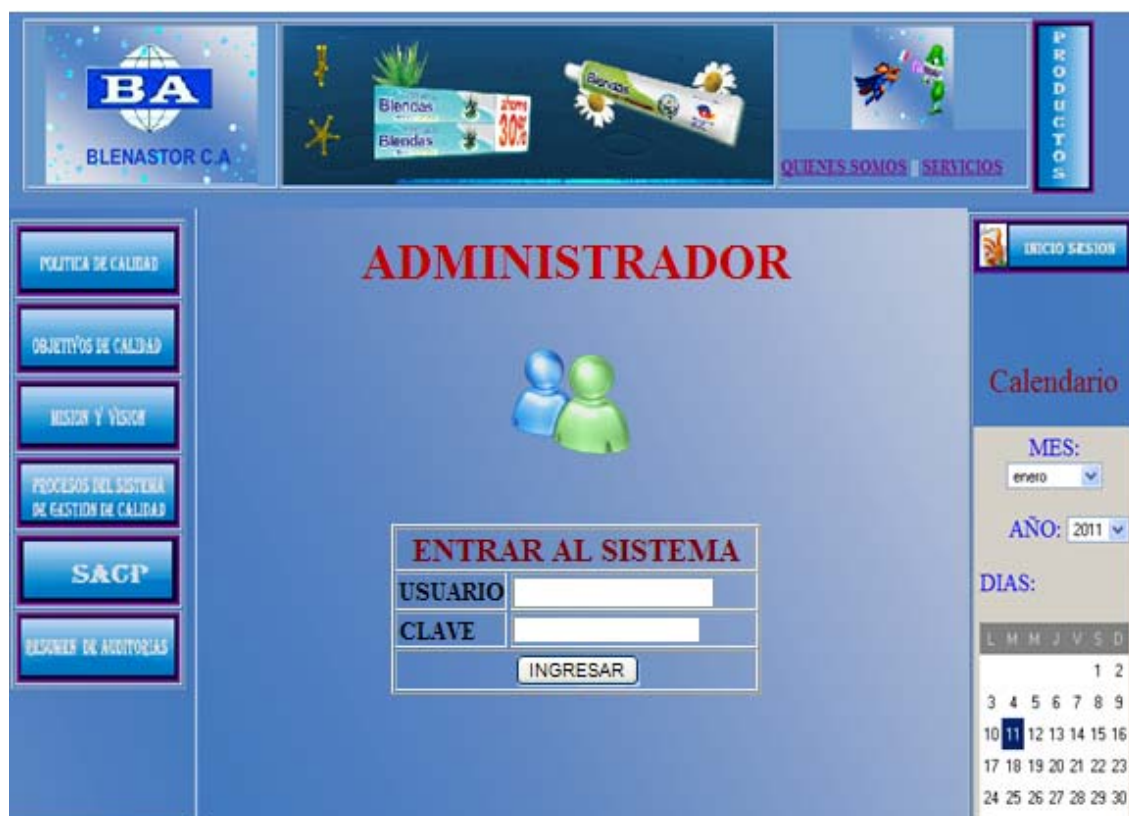 BA
BLENASTOR C.A
Blendas
ahorra
30%
Blendas
Blendas
QUIENES SOMOS || SERVICIOS
PRODUCTOS
POLITICA DE CALIDAD
OBJETIVOS DE CALIDAD
MISION Y VISION
PROCESOS DEL SISTEMA
DE GESTION DE CALIDAD
SACP
RESUMEN DE AUDITORIAS
ADMINISTRADOR
ENTRAR AL SISTEMA
USUARIO
CLAVE
INGRESAR
INICIO SESION
Calendario
MES:
enero
AÑO: 2011
DIAS:
L M M J V S D
1 2
3 4 5 6 7 8 9
10 11 12 13 14 15 16
17 18 19 20 21 22 23
24 25 26 27 28 29 30